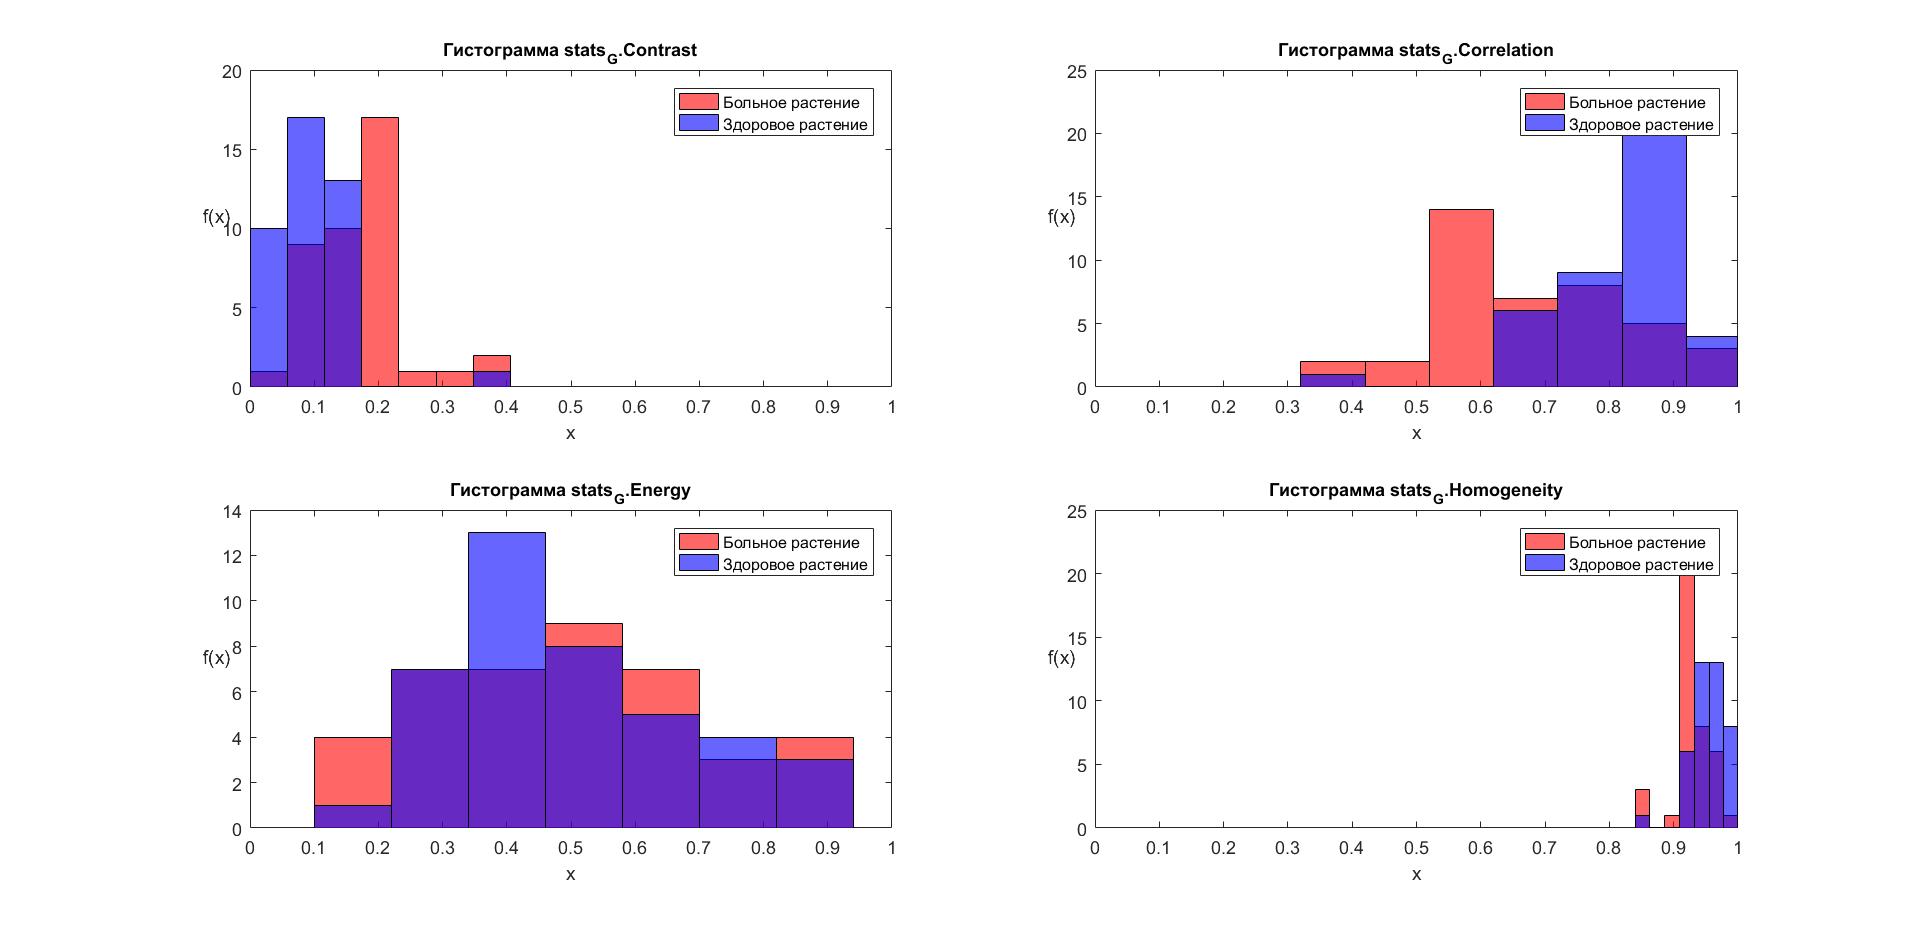 Гистограмма stats_G.Contrast
20
15
10
5
0
f(x)
Больное растение
Здоровое растение
0 0.1 0.2 0.3 0.4 0.5 0.6 0.7 0.8 0.9 1
x
Гистограмма stats_G.Correlation
25
20
15
10
5
0
f(x)
Больное растение
Здоровое растение
0 0.1 0.2 0.3 0.4 0.5 0.6 0.7 0.8 0.9 1
x
Гистограмма stats_G.Energy
14
12
10
8
6
4
2
0
f(x)
Больное растение
Здоровое растение
0 0.1 0.2 0.3 0.4 0.5 0.6 0.7 0.8 0.9 1
x
Гистограмма stats_G.Homogeneity
25
20
15
10
5
0
f(x)
Больное растение
Здоровое растение
0 0.1 0.2 0.3 0.4 0.5 0.6 0.7 0.8 0.9 1
x